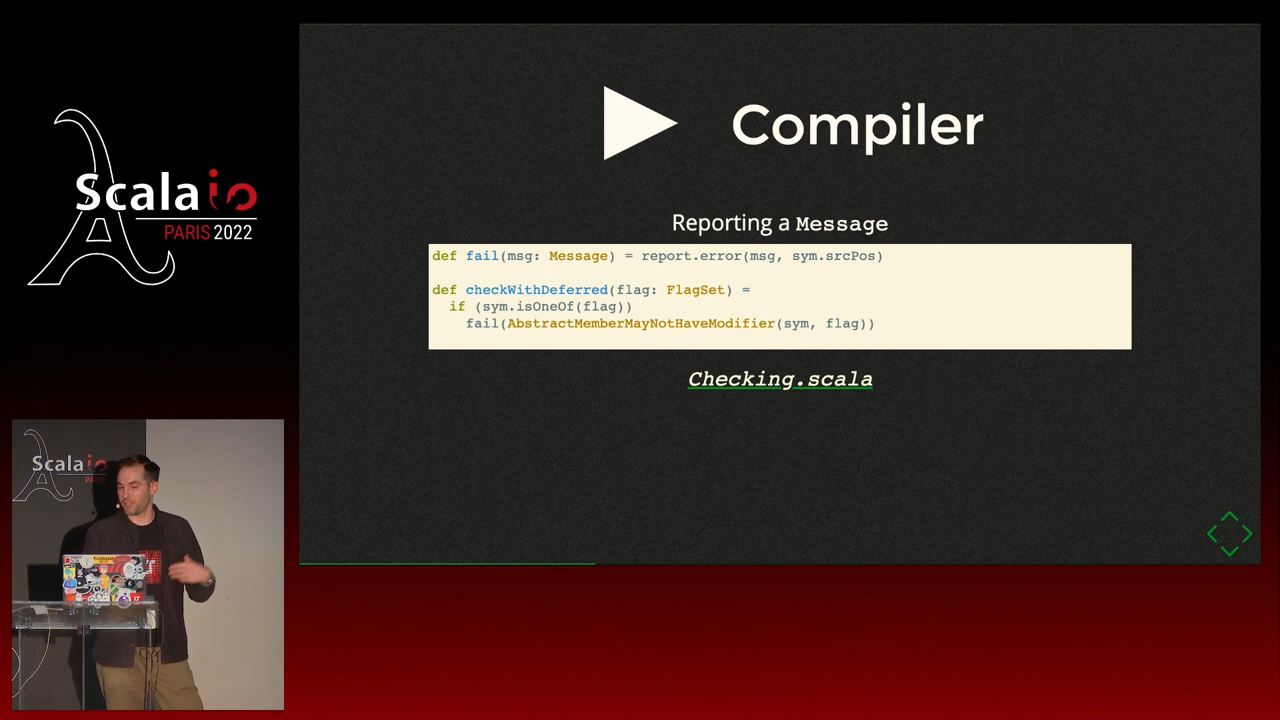 Scala io
PARIS 2022
Compiler
Reporting a Message
def fail(msg: Message) = report.error(msg, sym.srcPos)
def checkWithDeferred(flag: FlagSet) =
if (sym.isOneOf(flag))
fail(AbstractMemberMayNotHaveModifier(sym, flag))
Checking.scala
Scala io